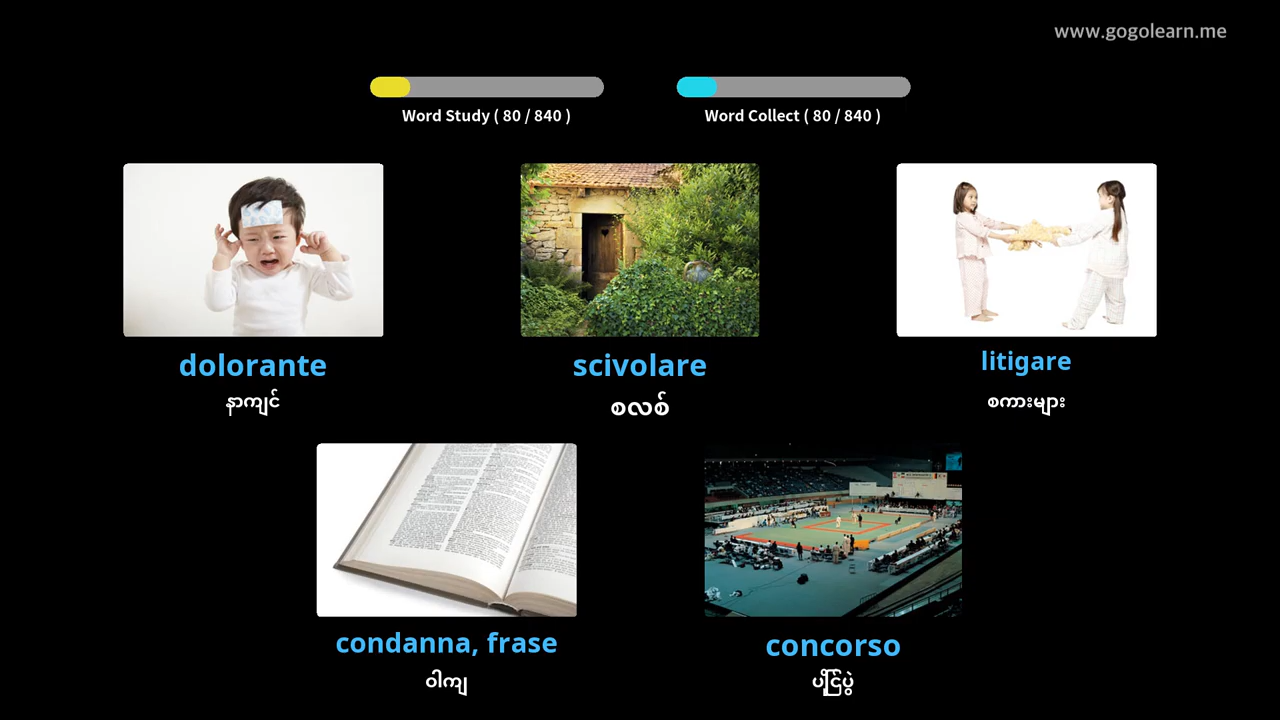 www.gogolearn.me
Word Study ( 80 / 840 )
Word Collect ( 80 / 840 )
dolorante
နာကျင်
scivolare
စလစ်
litigare
စကားများ
condanna, frase
ဝါကျ
concorso
ပြိုင်ပွဲ